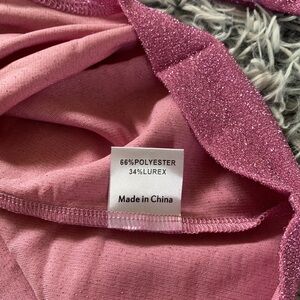 66%POLYESTER
34%LUREX
Made in China